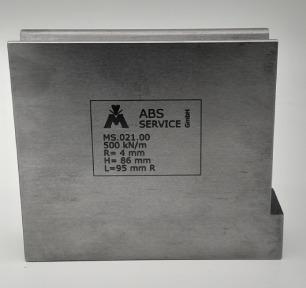 ABS
SERVICE GmbH
MS.021.00
500 kN/m
R= 4 mm
H= 86 mm
L=95 mm R